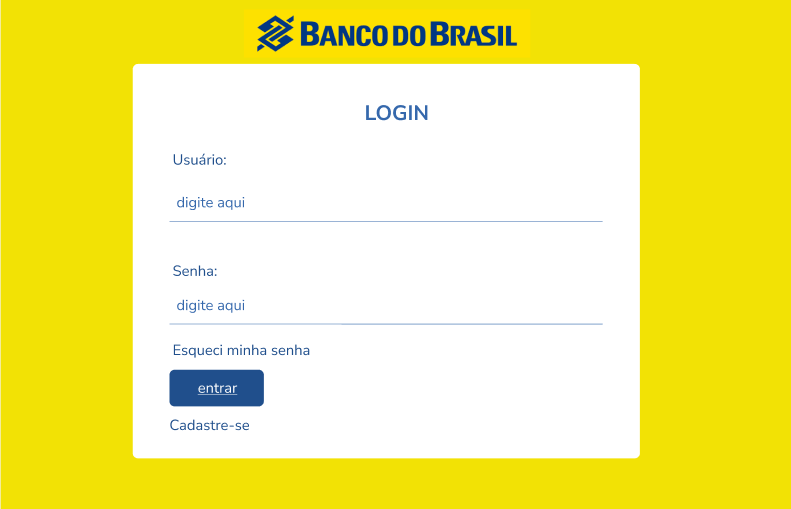 BANCO DO BRASIL
LOGIN
Usuário:
digite aqui
Senha:
digite aqui
Esqueci minha senha
entrar
Cadastre-se